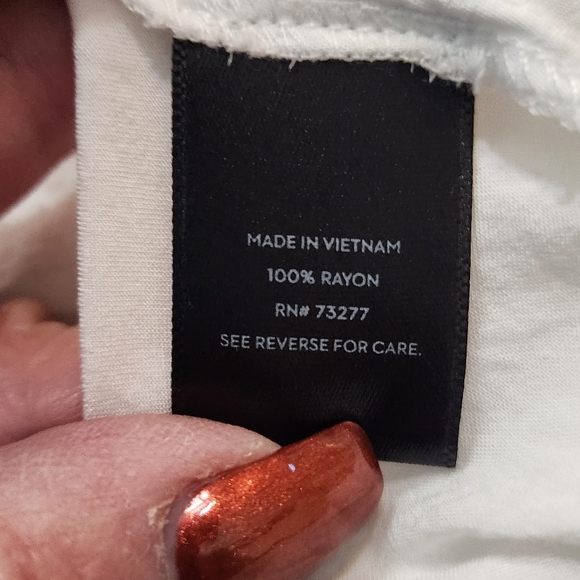 MADE IN VIETNAM
100% RAYON
RN# 73277
SEE REVERSE FOR CARE.